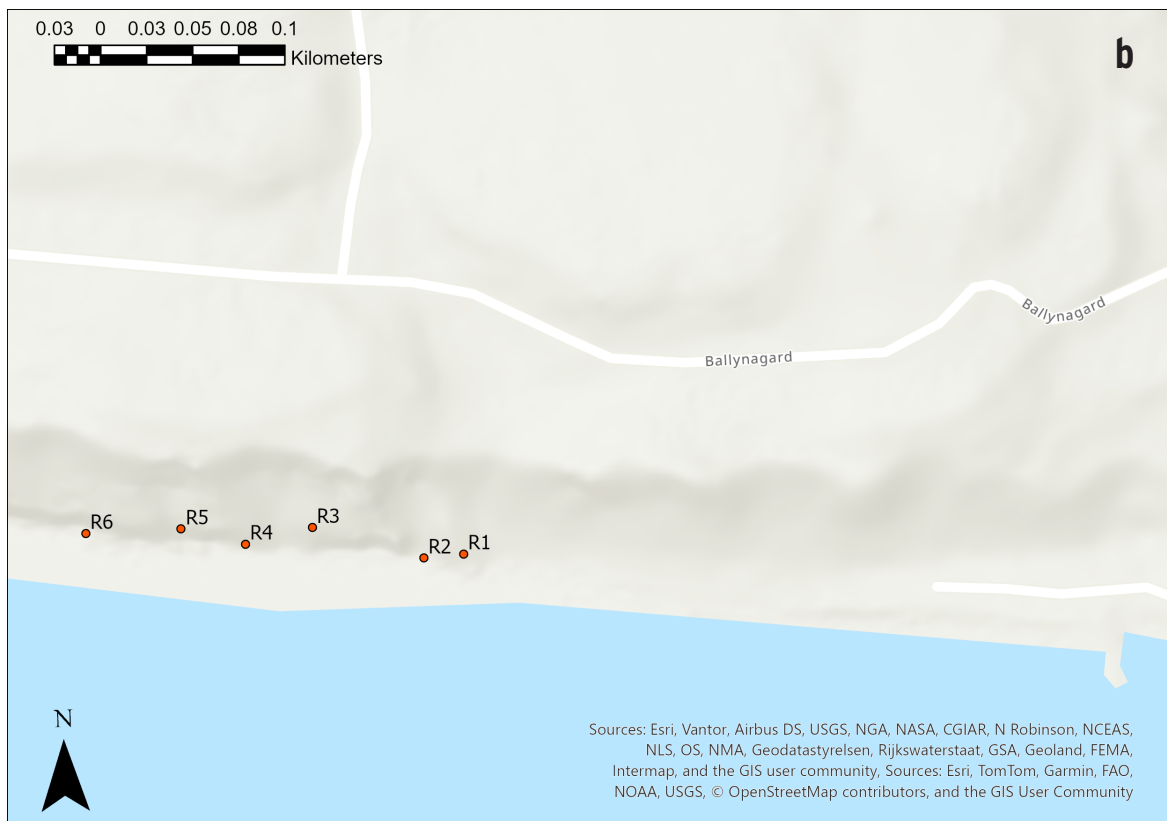 0.03 0 0.03 0.05 0.08 0.1
Kilometers
b
Ballynagard
Ballynagard
R6
R5
R4
R3
R2
R1
N
Sources: Esri, Vantor, Airbus DS, USGS, NGA, NASA, CGIAR, N Robinson, NCEAS,
NLS, OS, NMA, Geodatastyrelsen, Rijkswaterstaat, GSA, Geoland, FEMA,
Intermap, and the GIS user community, Sources: Esri, TomTom, Garmin, FAO,
NOAA, USGS, © OpenStreetMap contributors, and the GIS User Community